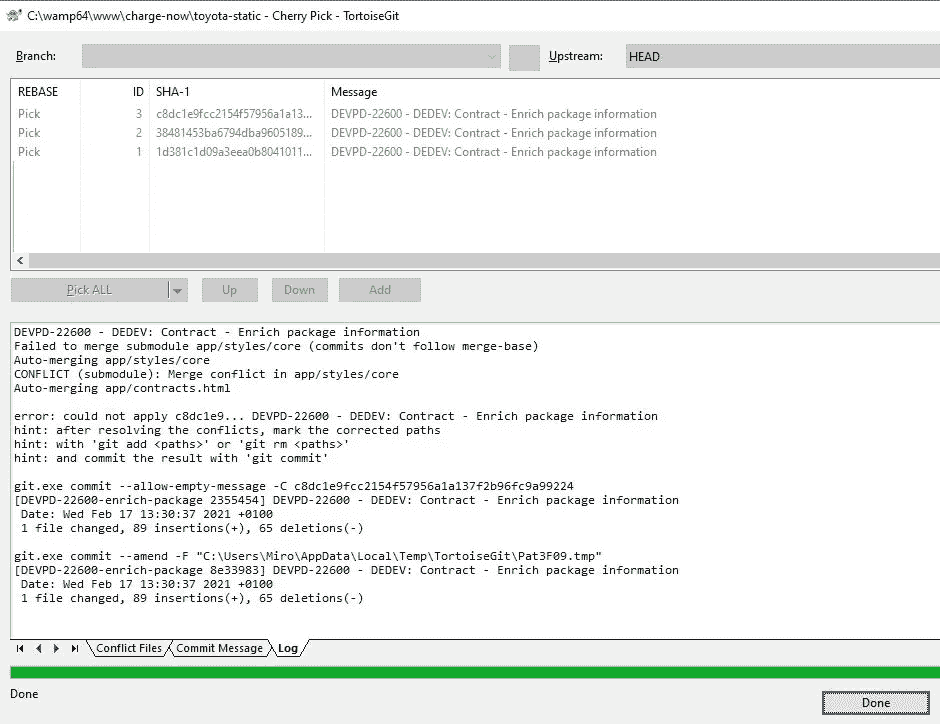 C:\wamp64\www\charge-now\toyota-static - Cherry Pick - TortoiseGit
Branch: Upstream: HEAD
REBASE ID SHA-1 Message
Pick 3 c8dc1e9fcc2154f57956a1a13... DEVPD-22600 - DEDEV: Contract - Enrich package information
Pick 2 38481453ba6794dba9605189... DEVPD-22600 - DEDEV: Contract - Enrich package information
Pick 1 1d381c1d09a3eea0b8041011... DEVPD-22600 - DEDEV: Contract - Enrich package information
Pick ALL Up Down Add
DEVPD-22600 - DEDEV: Contract - Enrich package information
Failed to merge submodule app/styles/core (commits don't follow merge-base)
Auto-merging app/styles/core
CONFLICT (submodule): Merge conflict in app/styles/core
Auto-merging app/contracts.html
error: could not apply c8dc1e9... DEVPD-22600 - DEDEV: Contract - Enrich package information
hint: after resolving the conflicts, mark the corrected paths
hint: with 'git add <paths>' or 'git rm <paths>'
hint: and commit the result with 'git commit'
git.exe commit --allow-empty-message -C c8dc1e9fcc2154f57956a1a137f2b96fc9a99224
[DEVPD-22600-enrich-package 2355454] DEVPD-22600 - DEDEV: Contract - Enrich package information
Date: Wed Feb 17 13:30:37 2021 +0100
1 file changed, 89 insertions(+), 65 deletions(-)
git.exe commit --amend -F "C:\Users\Miro\AppData\Local\Temp\TortoiseGit\Pat3F09.tmp"
[DEVPD-22600-enrich-package 8e33983] DEVPD-22600 - DEDEV: Contract - Enrich package information
Date: Wed Feb 17 13:30:37 2021 +0100
1 file changed, 89 insertions(+), 65 deletions(-)
Conflict Files Commit Message Log
Done
Done